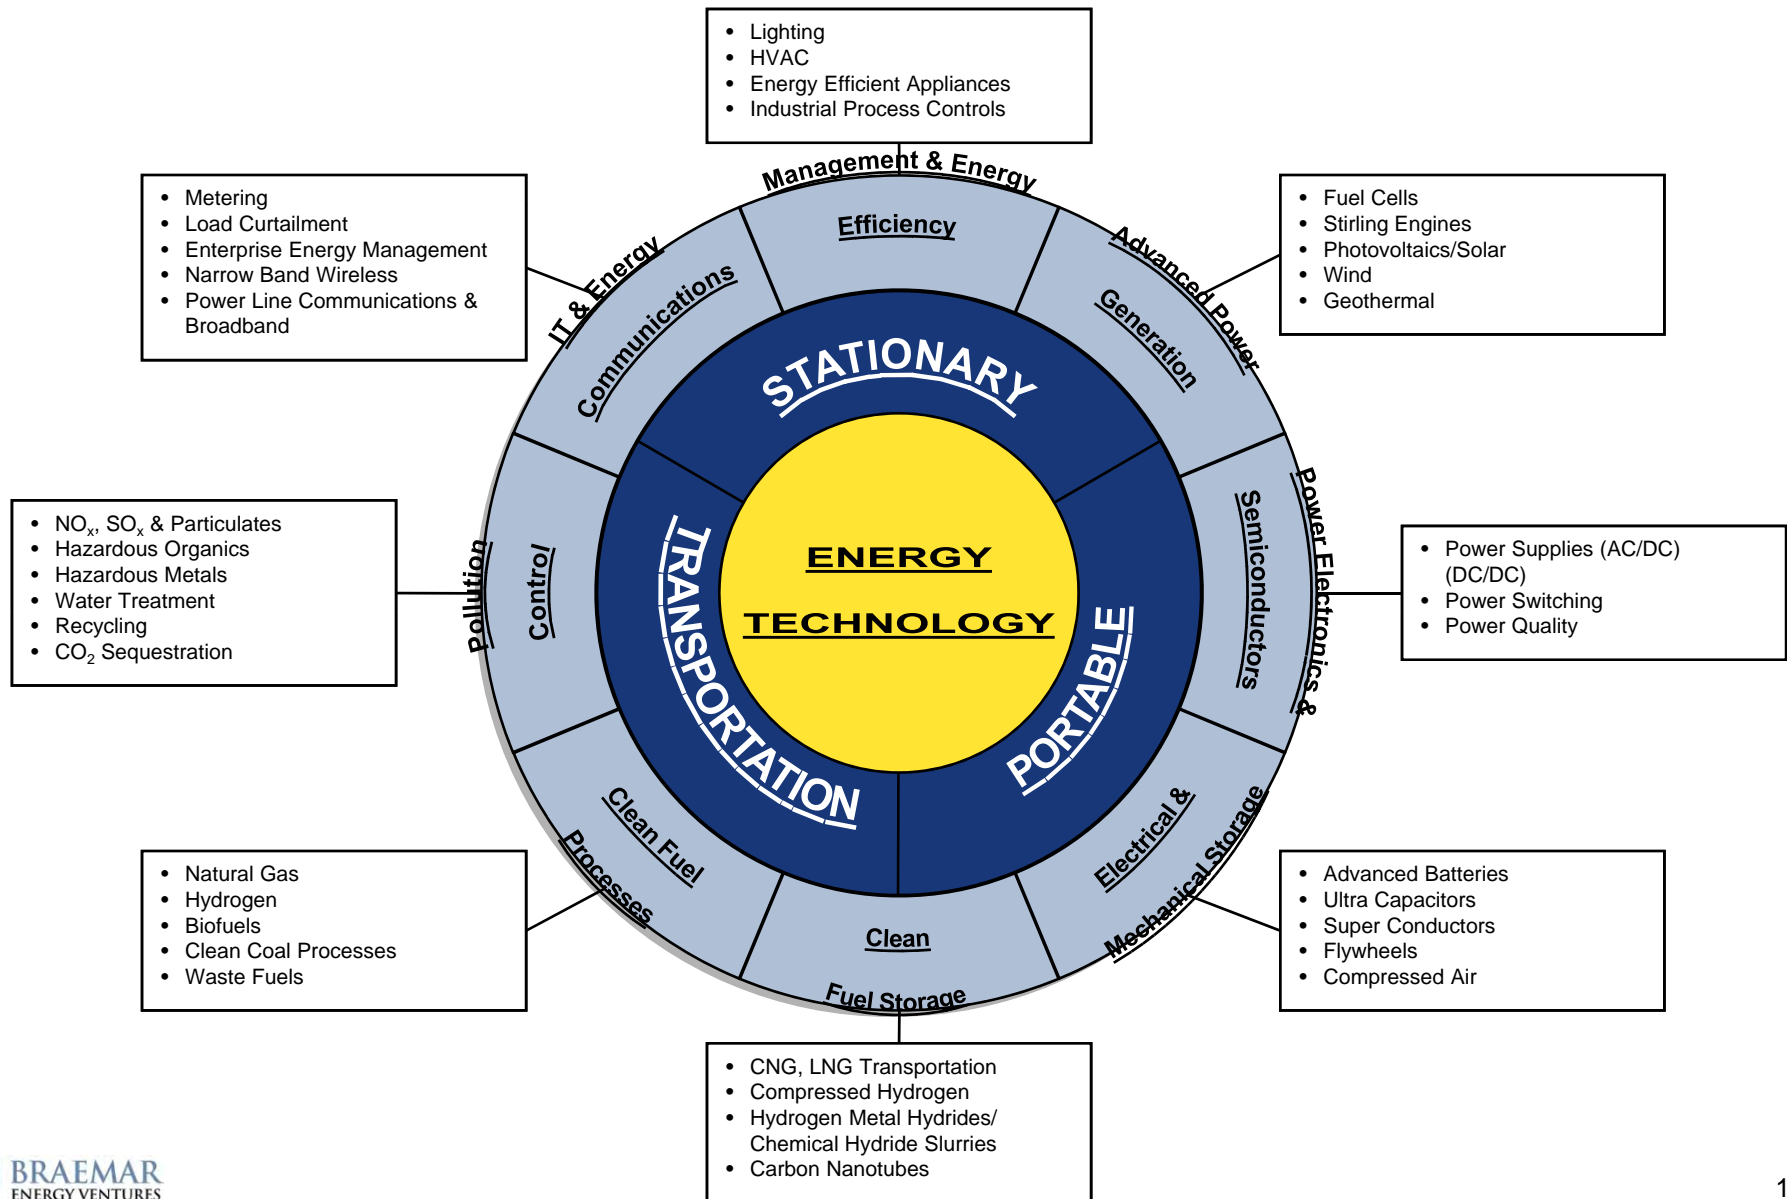 • Lighting
• HVAC
• Energy Efficient Appliances
• Industrial Process Controls
Management & Energy
Efficiency
• Metering
• Load Curtailment
• Enterprise Energy Management
• Narrow Band Wireless
• Power Line Communications &
Broadband
IT & Energy
Communications
• Fuel Cells
• Stirling Engines
• Photovoltaics/Solar
• Wind
• Geothermal
Advanced Power
Generation
STATIONARY
• NOx, SOx & Particulates
• Hazardous Organics
• Hazardous Metals
• Water Treatment
• Recycling
• CO2 Sequestration
Pollution
Control
TRANSPORTATION
ENERGY
TECHNOLOGY
PORTABLE
Power Electronics &
Semiconductors
• Power Supplies (AC/DC)
(DC/DC)
• Power Switching
• Power Quality
• Natural Gas
• Hydrogen
• Biofuels
• Clean Coal Processes
• Waste Fuels
Clean Fuel
Processes
Clean
Fuel Storage
Electrical &
Mechanical Storage
• Advanced Batteries
• Ultra Capacitors
• Super Conductors
• Flywheels
• Compressed Air
• CNG, LNG Transportation
• Compressed Hydrogen
• Hydrogen Metal Hydrides/
Chemical Hydride Slurries
• Carbon Nanotubes
BRAEMAR
ENERGY VENTURES
1